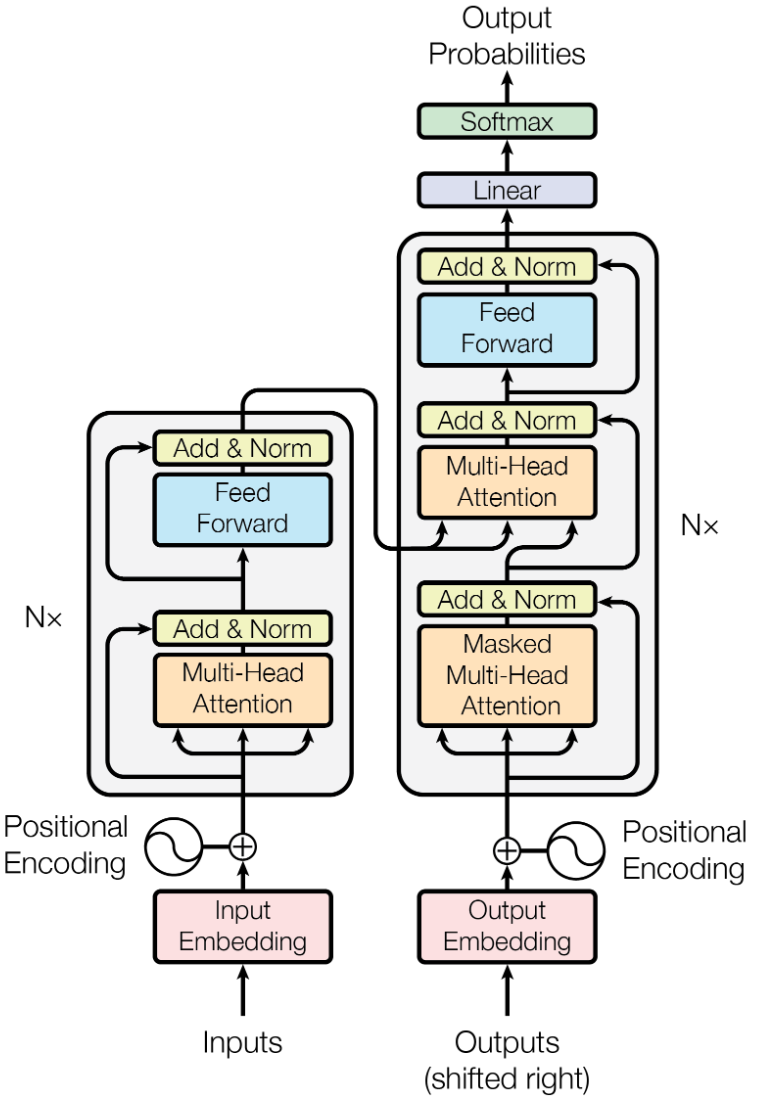 Output
Probabilities
Softmax
Linear
Add & Norm
Feed
Forward
Add & Norm
Multi-Head
Attention
N×
Add & Norm
Masked
Multi-Head
Attention
Add & Norm
Feed
Forward
N×
Add & Norm
Multi-Head
Attention
Positional
Encoding
Positional
Encoding
Input
Embedding
Output
Embedding
Inputs
Outputs
(shifted right)